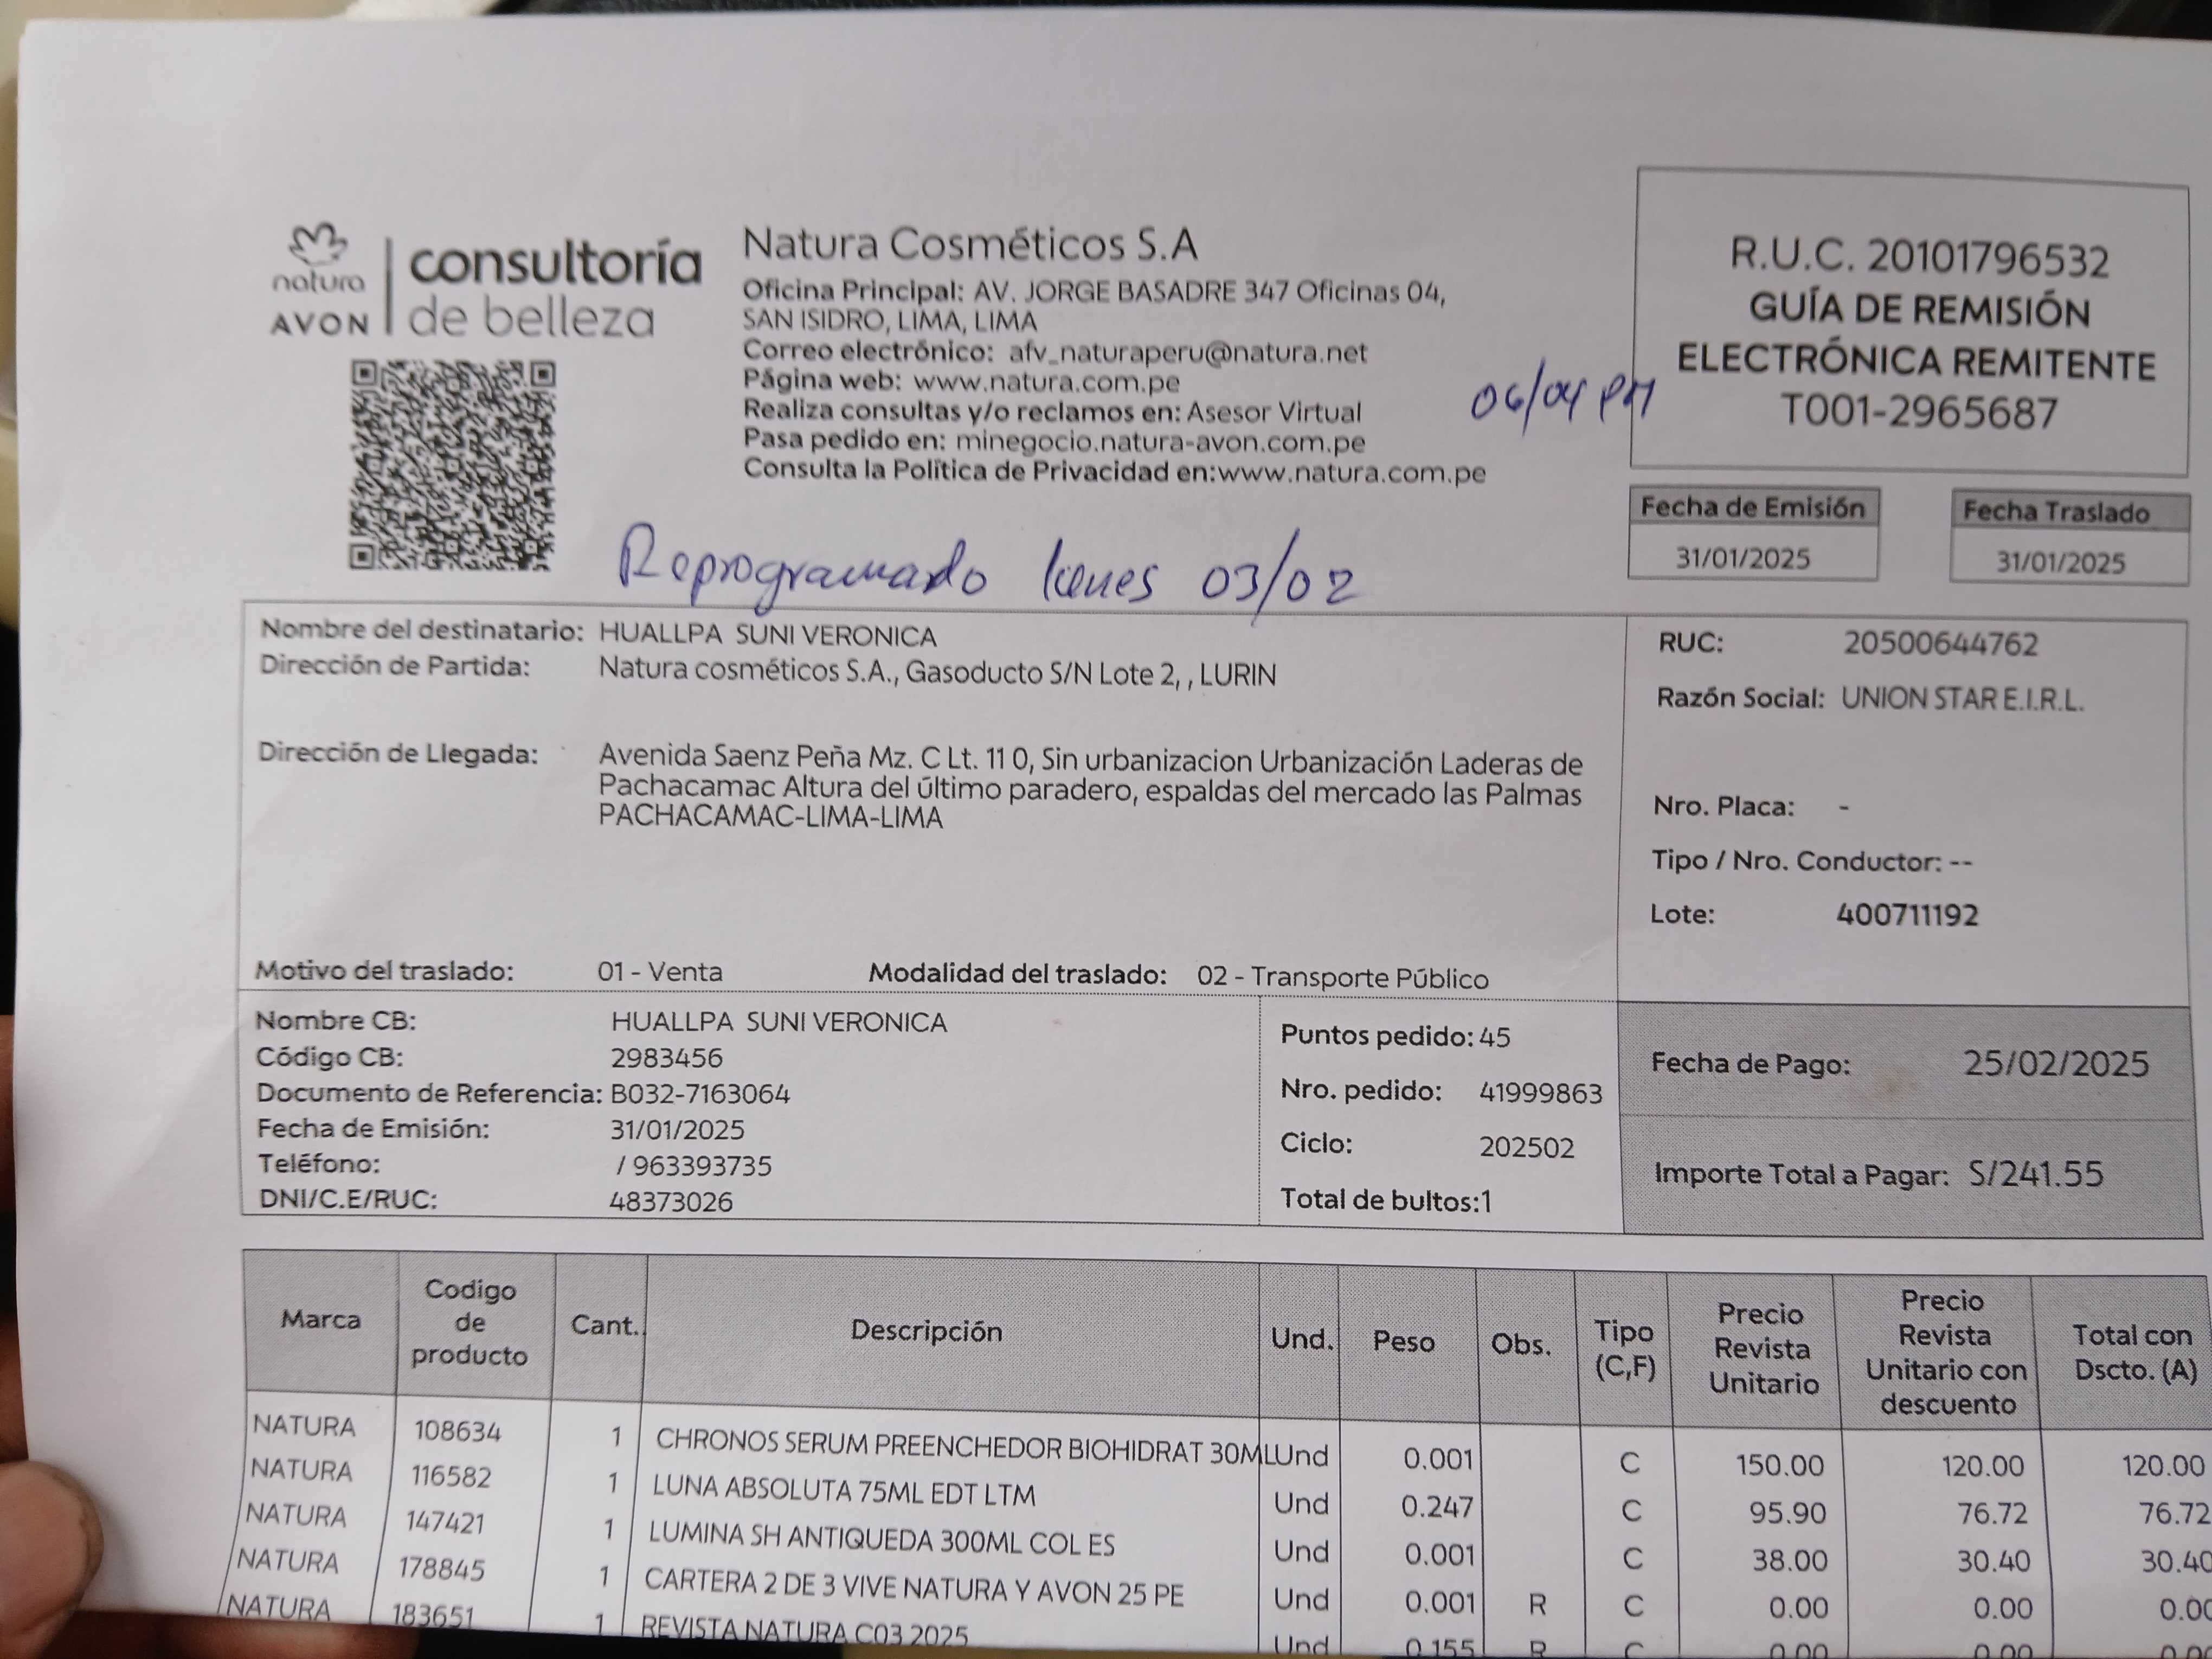 natura
AVON
consultoría
de belleza
Natura Cosméticos S.A
Oficina Principal: AV. JORGE BASADRE 347 Oficinas 04,
SAN ISIDRO, LIMA, LIMA
Correo electrónico: afv_naturaperu@natura.net
Página web: www.natura.com.pe
Realiza consultas y/o reclamos en: Asesor Virtual
Pasa pedido en: minegocio.natura-avon.com.pe
Consulta la Política de Privacidad en:www.natura.com.pe
06/04 PM
R.U.C. 20101796532
GUÍA DE REMISIÓN
ELECTRÓNICA REMITENTE
T001-2965687
Fecha de Emisión
31/01/2025
Fecha Traslado
31/01/2025
Reprogramado lunes 03/02
Nombre del destinatario: HUALLPA SUNI VERONICA
Dirección de Partida: Natura cosméticos S.A., Gasoducto S/N Lote 2, , LURIN
Dirección de Llegada: Avenida Saenz Peña Mz. C Lt. 11 0, Sin urbanizacion Urbanización Laderas de
Pachacamac Altura del último paradero, espaldas del mercado las Palmas
PACHACAMAC-LIMA-LIMA
Motivo del traslado: 01 - Venta Modalidad del traslado: 02 - Transporte Público
RUC: 20500644762
Razón Social: UNION STAR E.I.R.L.
Nro. Placa: -
Tipo / Nro. Conductor: --
Lote: 400711192
Nombre CB: HUALLPA SUNI VERONICA
Código CB: 2983456
Documento de Referencia: B032-7163064
Fecha de Emisión: 31/01/2025
Teléfono: / 963393735
DNI/C.E/RUC: 48373026
Puntos pedido: 45
Nro. pedido: 41999863
Ciclo: 202502
Total de bultos:1
Fecha de Pago: 25/02/2025
Importe Total a Pagar: S/241.55
Marca Codigo de producto Cant. Descripción Und. Peso Obs. Tipo (C,F) Precio Revista Unitario Precio Revista Unitario con descuento Total con Dscto. (A)
NATURA 108634 1 CHRONOS SERUM PREENCHEDOR BIOHIDRAT 30ML Und 0.001 C 150.00 120.00 120.00
NATURA 116582 1 LUNA ABSOLUTA 75ML EDT LTM Und 0.247 C 95.90 76.72 76.72
NATURA 147421 1 LUMINA SH ANTIQUEDA 300ML COL ES Und 0.001 C 38.00 30.40 30.40
NATURA 178845 1 CARTERA 2 DE 3 VIVE NATURA Y AVON 25 PE Und 0.001 R C 0.00 0.00 0.00
NATURA 183651 1 REVISTA NATURA C03 2025 Und 0.155 R C 0.00 0.00 0.00